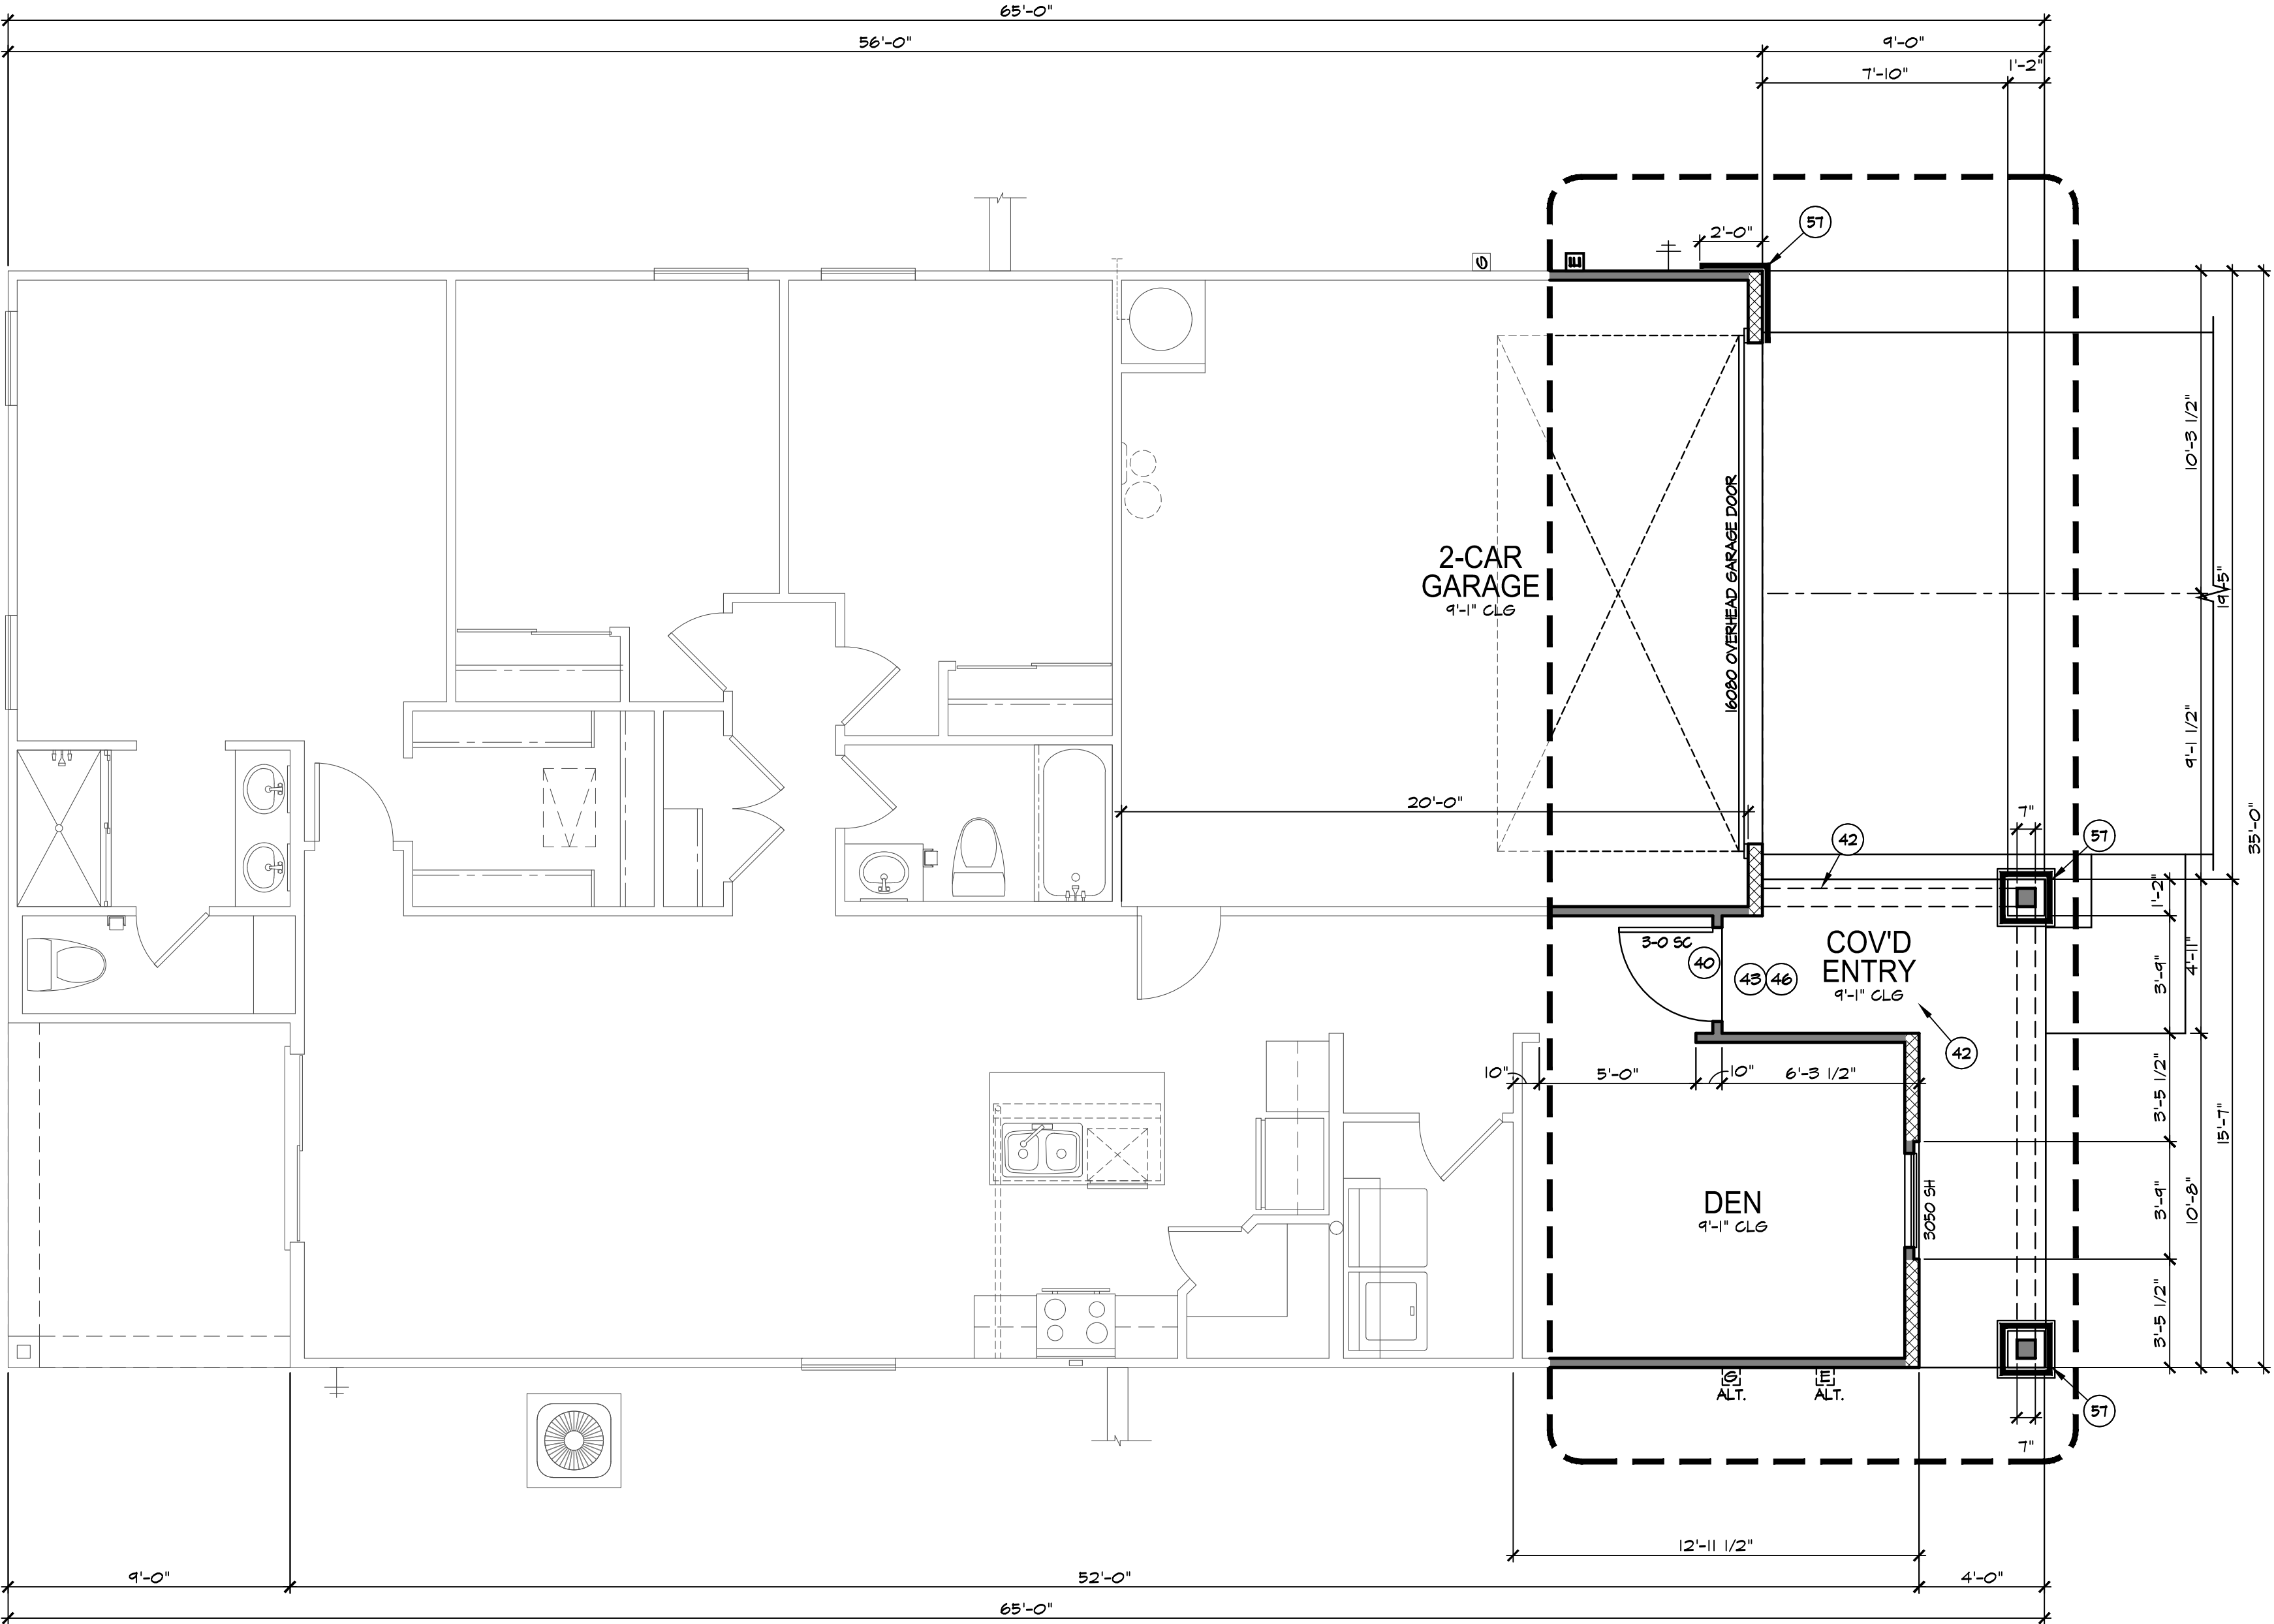 65'-0"
56'-0"
9'-0"
1'-2"
7'-10"
57
2'-0"
G
E
10'-3 1/2"
19'-5"
2-CAR
GARAGE
9'-1" CLG
16080 OVERHEAD GARAGE DOOR
9'-1 1/2"
35'-0"
20'-0"
7"
42
57
1'-2"
3-0 SC
40
43
46
COV'D
ENTRY
9'-1" CLG
3'-9"
4'-11"
42
10"
5'-0"
10"
6'-3 1/2"
3'-5 1/2"
15'-7"
DEN
9'-1" CLG
3050 SH
3'-9"
10'-8"
3'-5 1/2"
G
ALT.
E
ALT.
57
7"
12'-11 1/2"
9'-0"
52'-0"
4'-0"
65'-0"